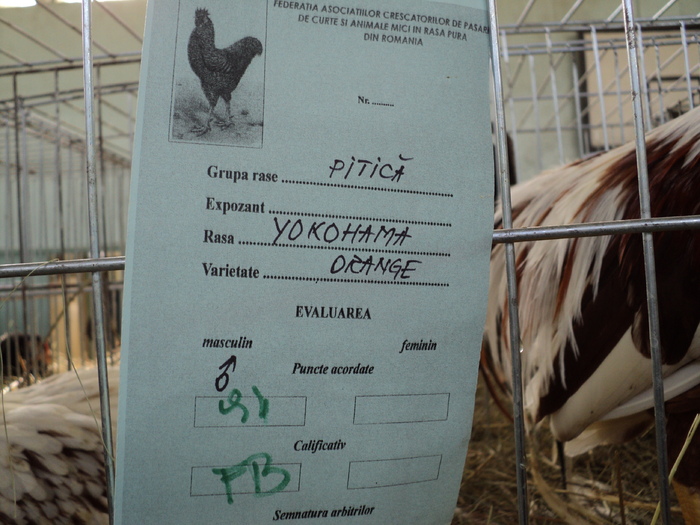 FEDERATIA ASOCIATIILOR CRESCATORILOR DE PASARI
DE CURTE SI ANIMALE MICI IN RASA PURA
DIN ROMANIA
Nr. ..........
Grupa rase PITICĂ
Expozant
Rasa YOKOHAMA
Varietate ORANGE
EVALUAREA
masculin feminin
♂ Puncte acordate
91
Calificativ
FB
Semnatura arbitrilor